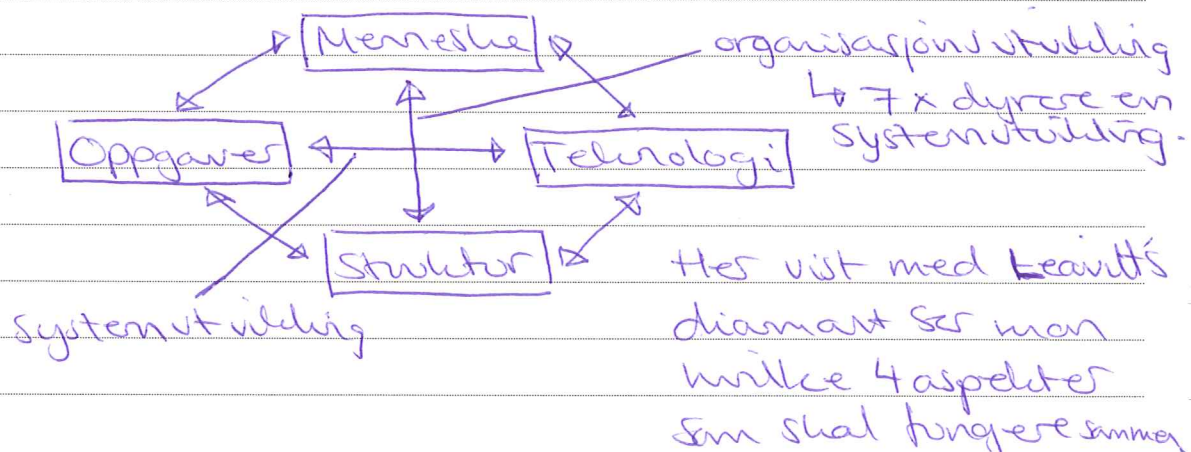 Menneske
organisasjonsutvikling
↳ 7 x dyrere en
systemutvikling.
Oppgaver
Teknologi
Struktur
systemutvikling
Her vist med Leavitt's
diamant ser man
hvilke 4 aspekter
som skal fungere sammen